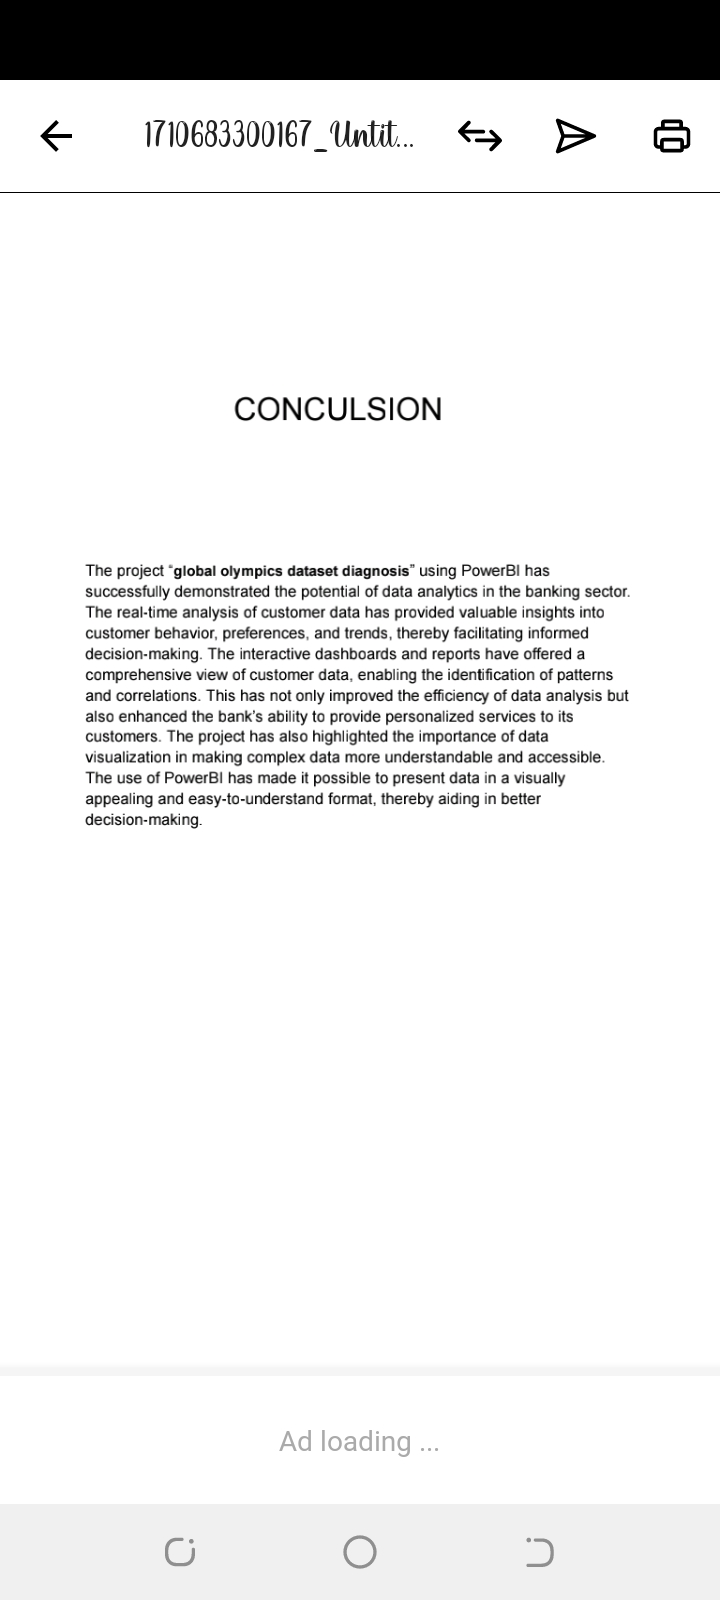 1710683300167_Untit...
CONCULSION
The project “global olympics dataset diagnosis” using PowerBI has
successfully demonstrated the potential of data analytics in the banking sector.
The real-time analysis of customer data has provided valuable insights into
customer behavior, preferences, and trends, thereby facilitating informed
decision-making. The interactive dashboards and reports have offered a
comprehensive view of customer data, enabling the identification of patterns
and correlations. This has not only improved the efficiency of data analysis but
also enhanced the bank’s ability to provide personalized services to its
customers. The project has also highlighted the importance of data
visualization in making complex data more understandable and accessible.
The use of PowerBI has made it possible to present data in a visually
appealing and easy-to-understand format, thereby aiding in better
decision-making.
Ad loading ...